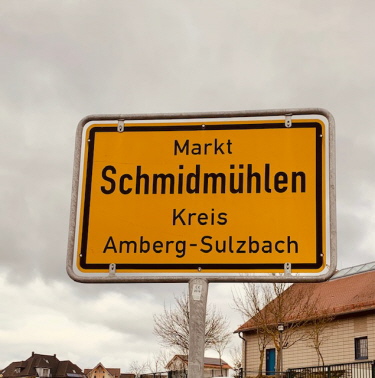 Markt
Schmidmühlen
Kreis
Amberg-Sulzbach